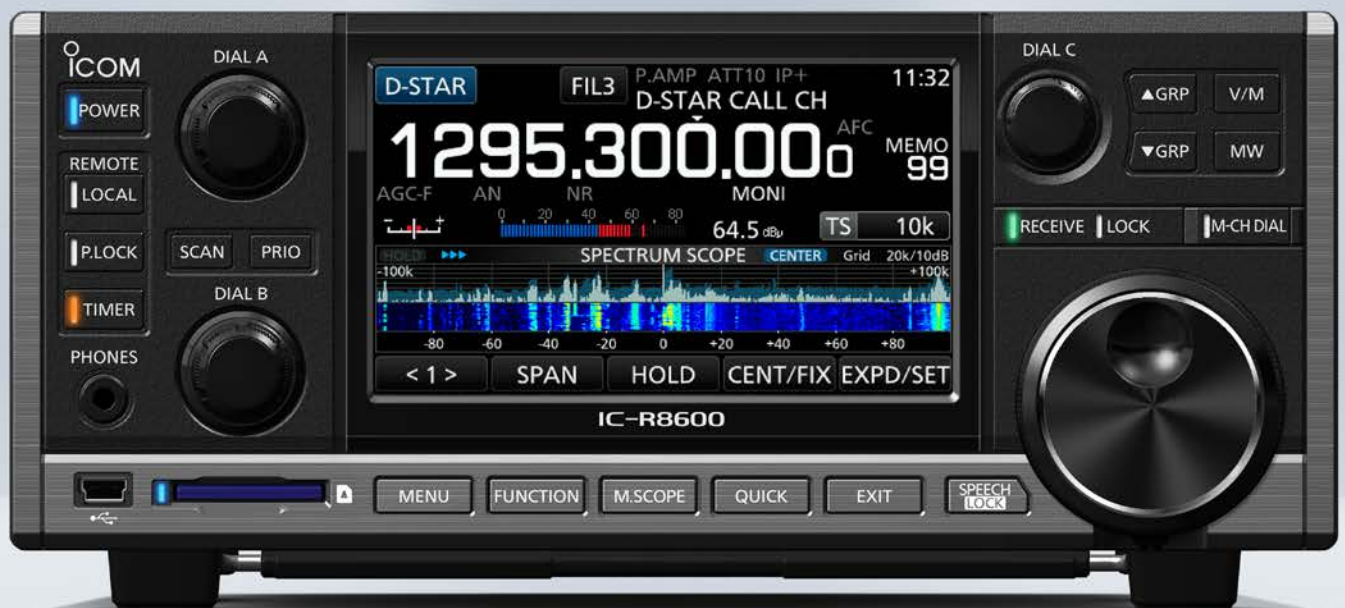 ICOM
POWER
REMOTE
LOCAL
P.LOCK
TIMER
PHONES
DIAL A
SCAN PRIO
DIAL B
D-STAR FIL3 P.AMP ATT10 IP+ 11:32
D-STAR CALL CH
1295.300.000 AFC MEMO 99
AGC-F AN NR MONI
0 20 40 60 80
- + 64.5 dBμ TS 10k
HOLD SPECTRUM SCOPE CENTER Grid 20k/10dB
-100k +100k
-80 -60 -40 -20 0 +20 +40 +60 +80
< 1 > SPAN HOLD CENT/FIX EXPD/SET
IC-R8600
DIAL C
▲GRP V/M
▼GRP MW
RECEIVE LOCK M-CH DIAL
MENU FUNCTION M.SCOPE QUICK EXIT SPEECH
LOCK